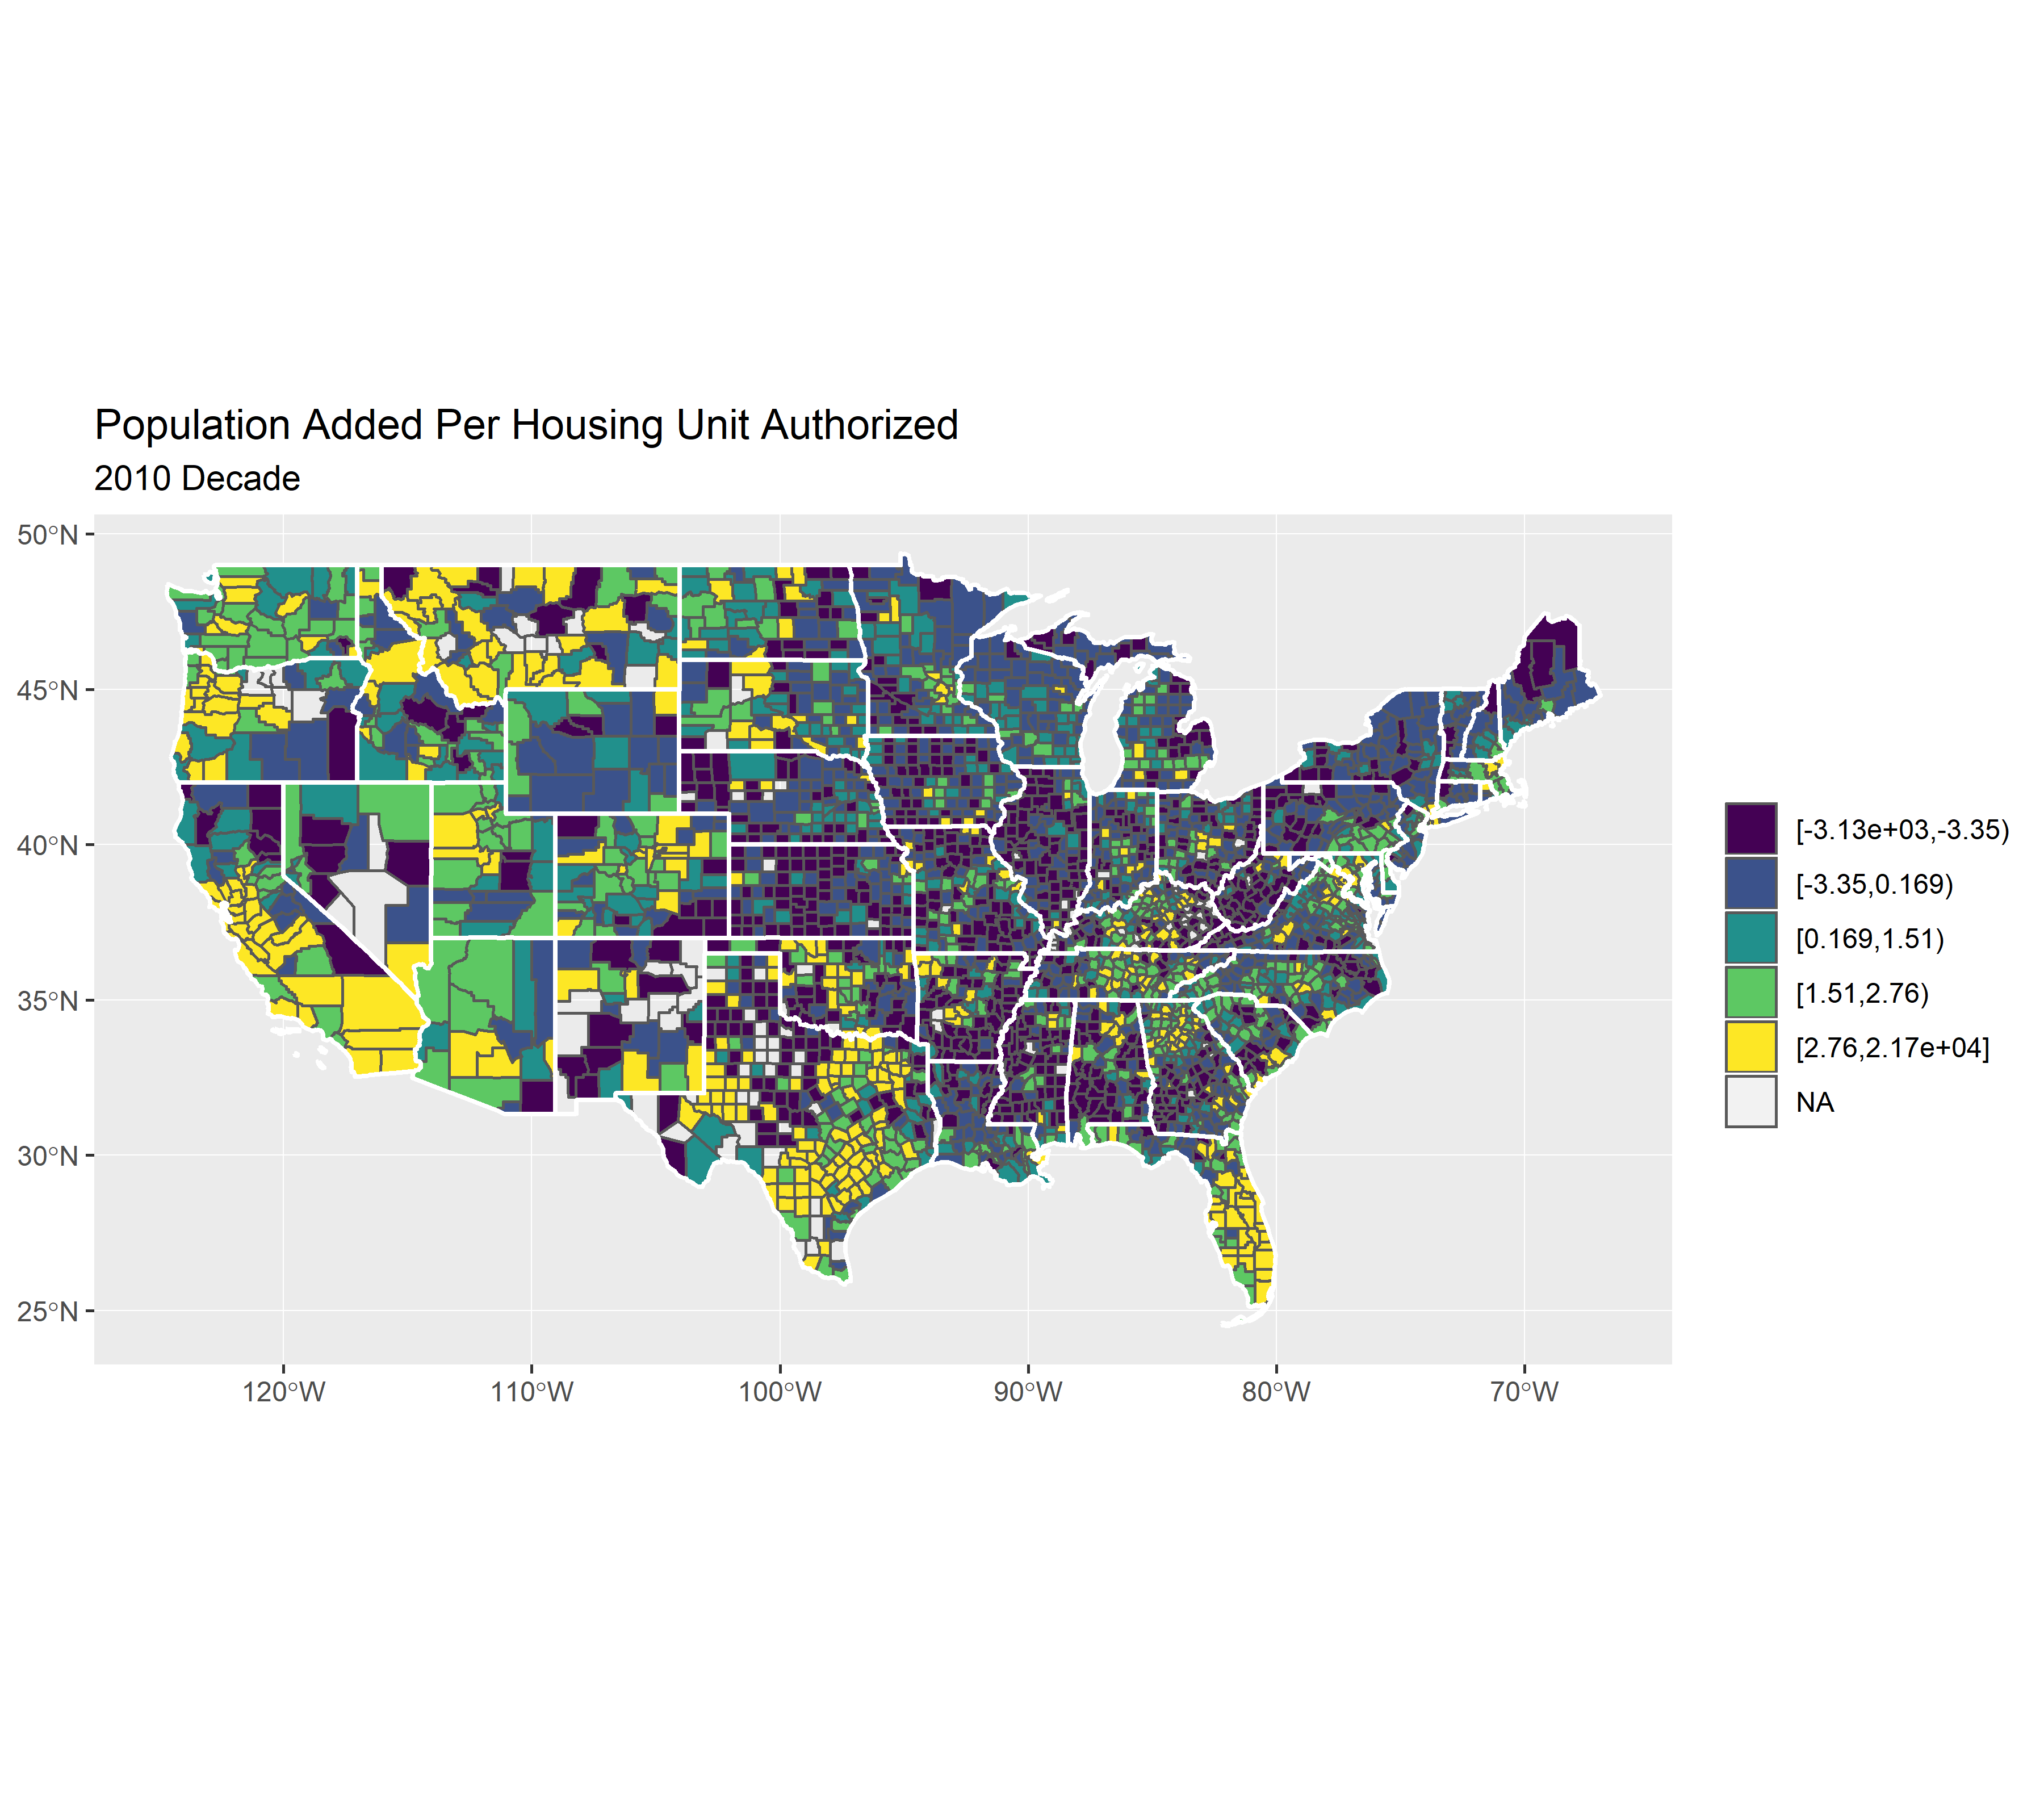 Population Added Per Housing Unit Authorized
2010 Decade
50°N
45°N
40°N
35°N
30°N
25°N
120°W
110°W
100°W
90°W
80°W
70°W
[-3.13e+03,-3.35)
[-3.35,0.169)
[0.169,1.51)
[1.51,2.76)
[2.76,2.17e+04]
NA